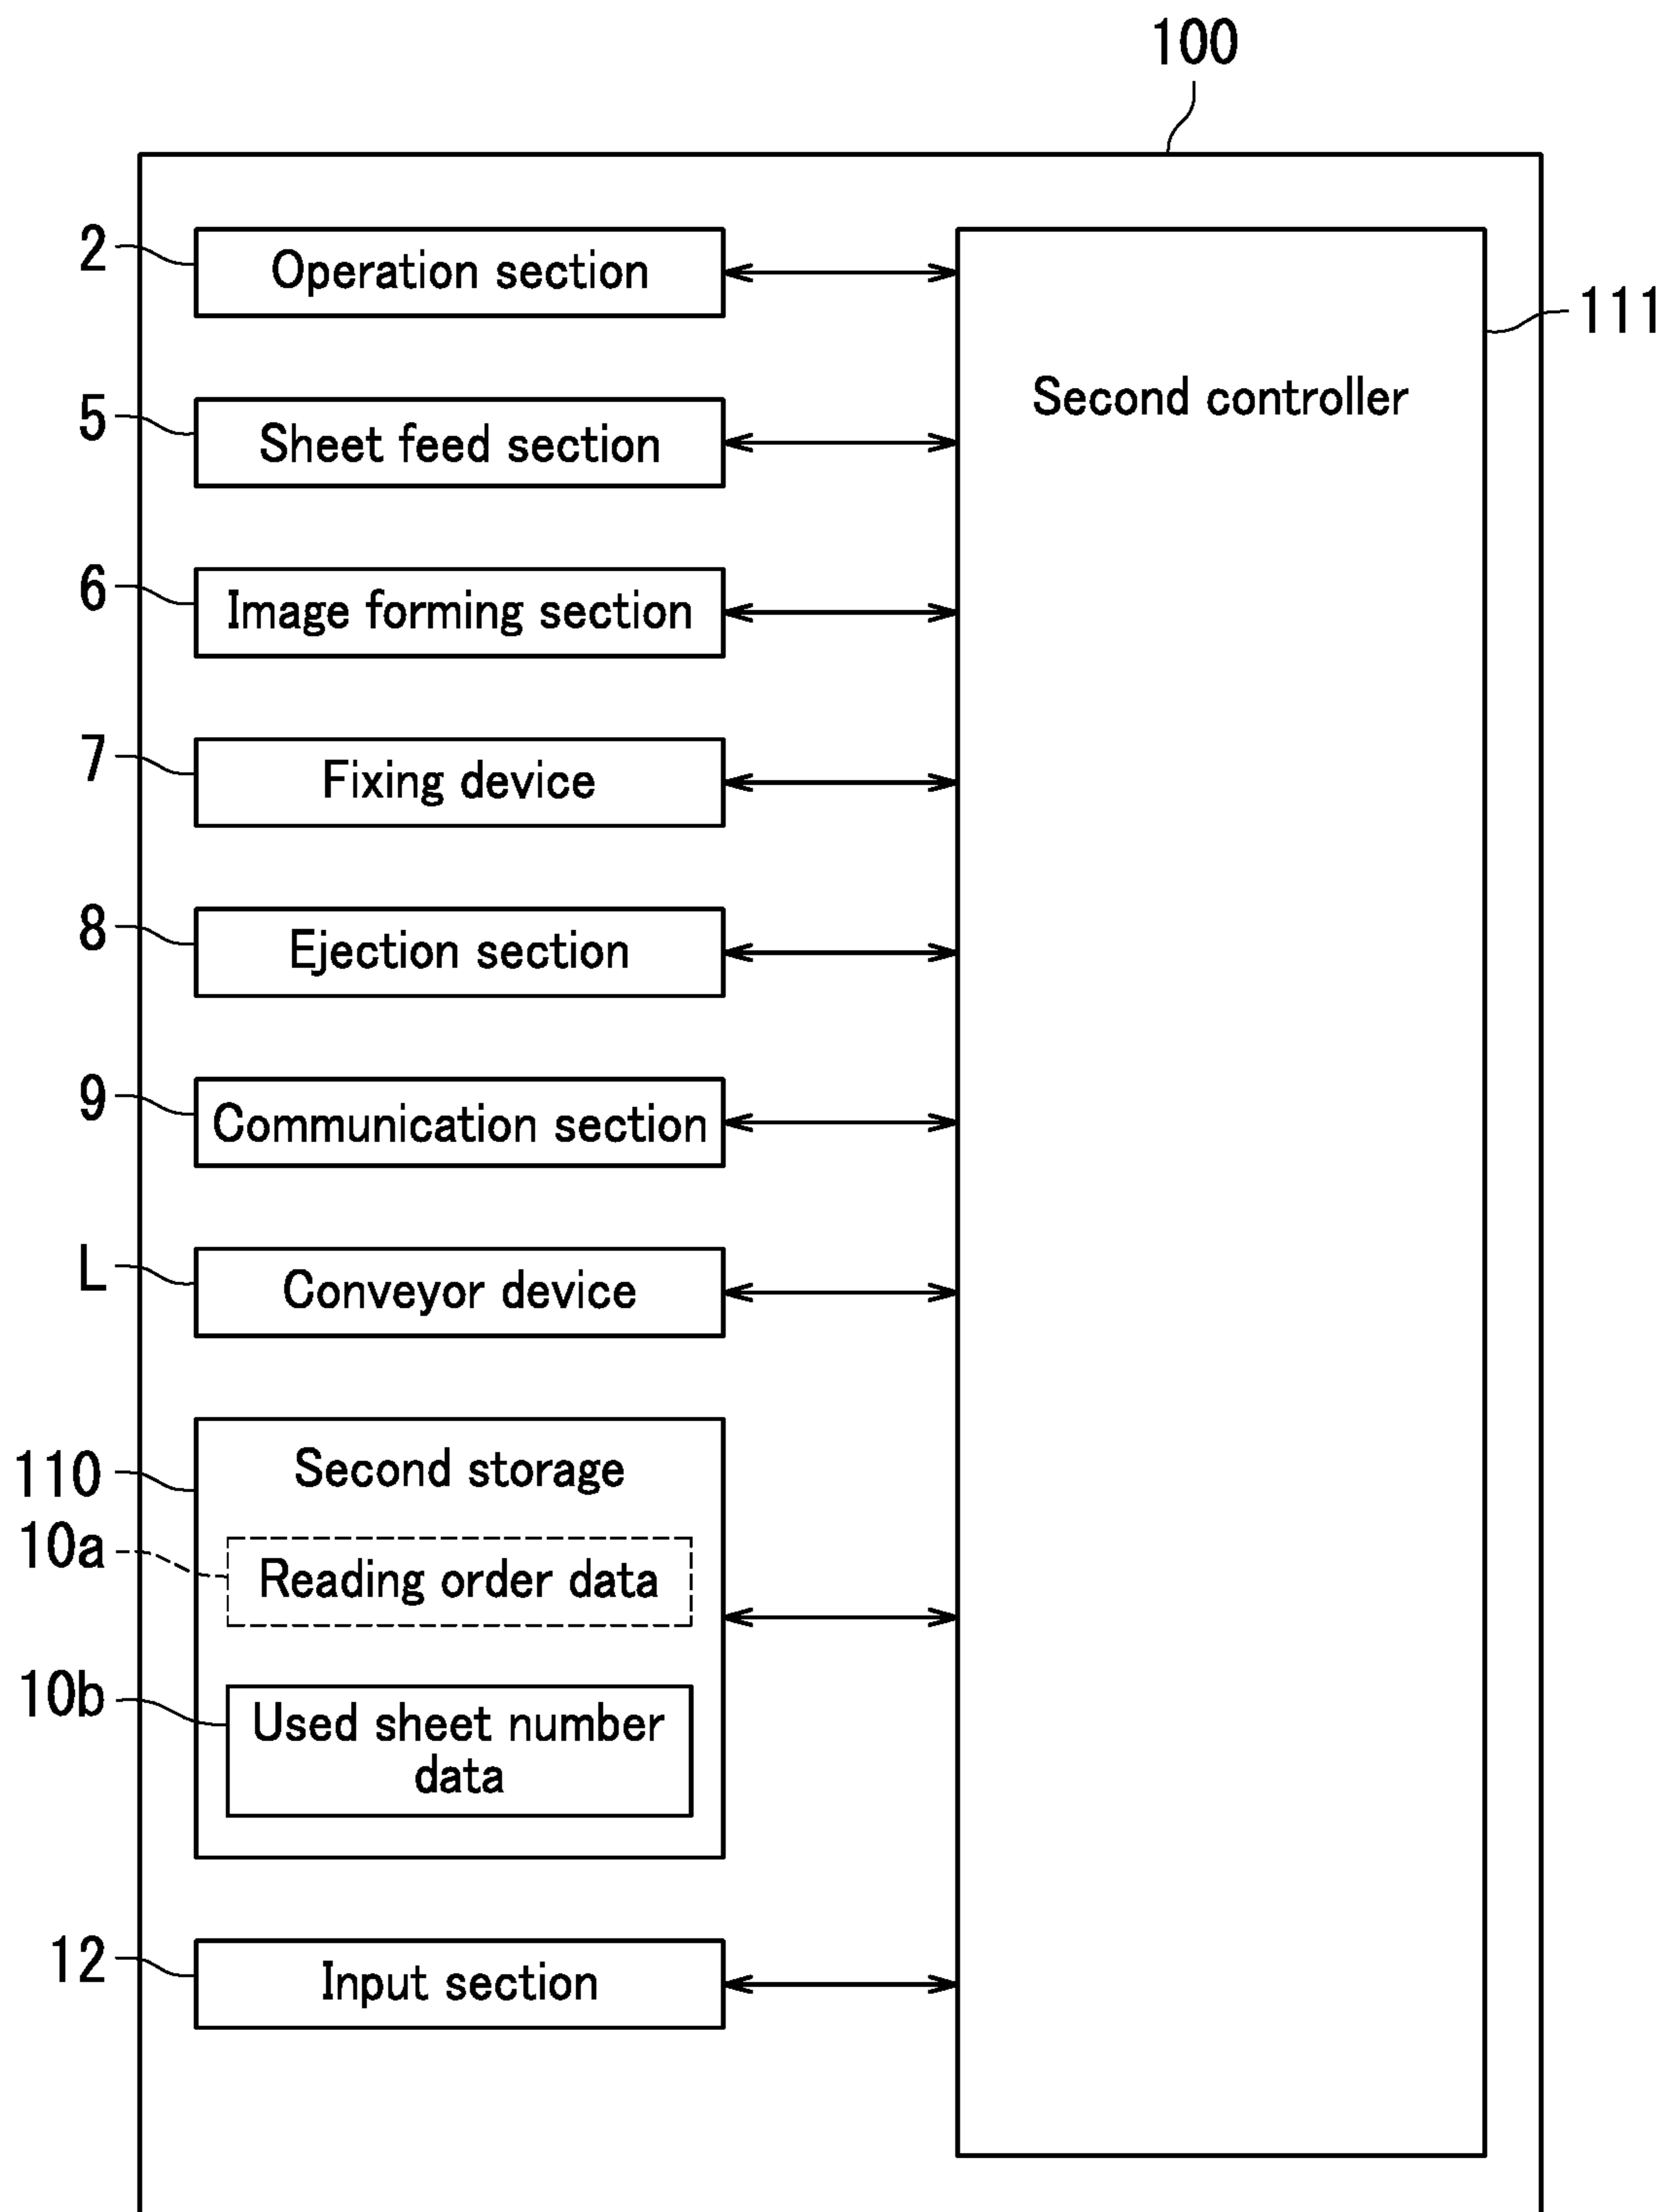 100
2
Operation section
111
Second controller
5
Sheet feed section
6
Image forming section
7
Fixing device
8
Ejection section
9
Communication section
L
Conveyor device
110
Second storage
10a
Reading order data
10b
Used sheet number
data
12
Input section